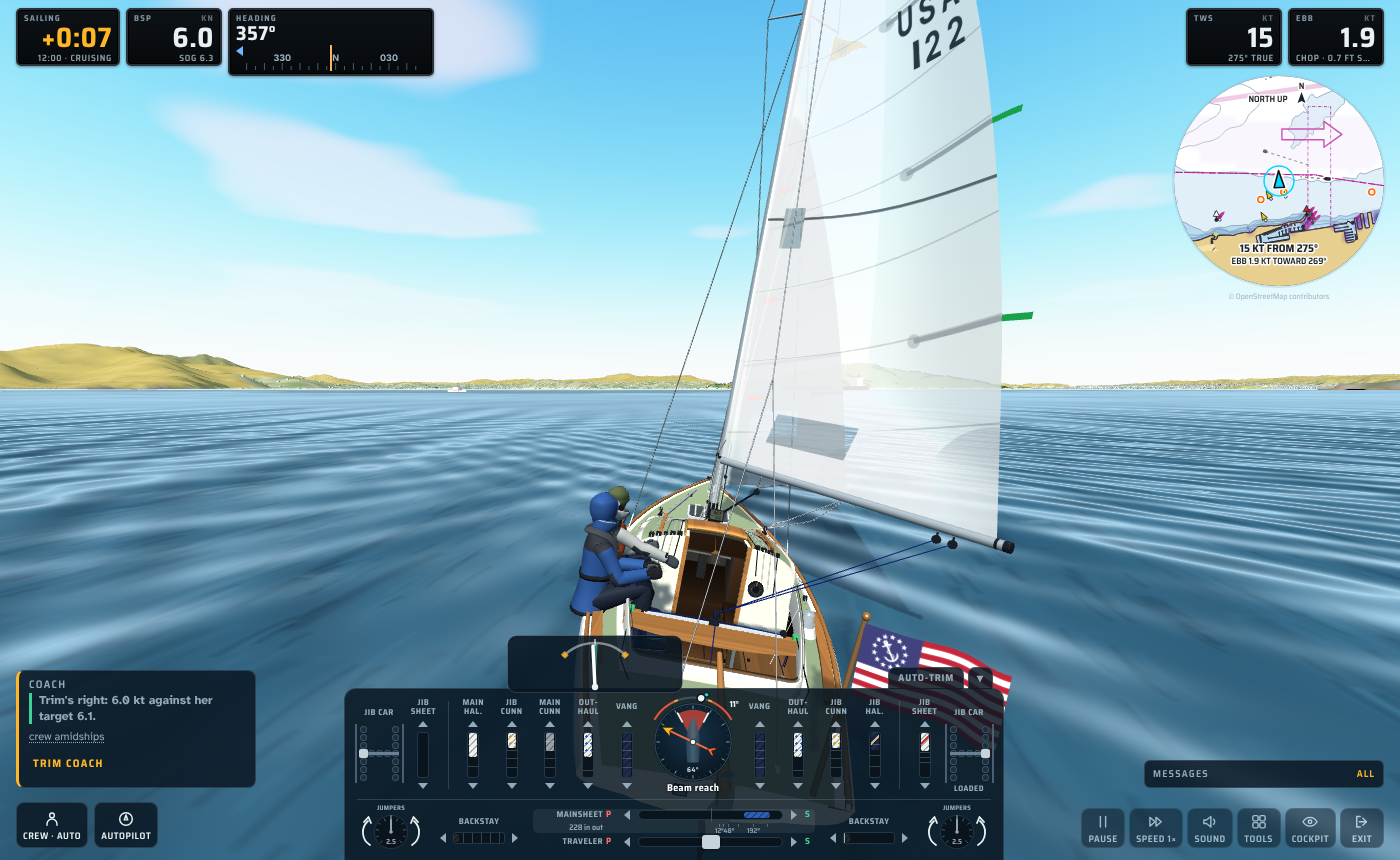 SAILING
+0:07
12:00 · CRUISING
BSP KN
6.0
SOG 6.3
HEADING
357°
330 N 030
TWS KT
15
275° TRUE
EBB KT
1.9
CHOP · 0.7 FT S…
USA
122
N
NORTH UP
15 KT FROM 275°
EBB 1.9 KT TOWARD 269°
© OpenStreetMap contributors
COACH
Trim's right: 6.0 kt against her
target 6.1.
crew amidships
TRIM COACH
CREW · AUTO
AUTOPILOT
AUTO-TRIM ▼
JIB CAR
JIB SHEET
MAIN HAL.
JIB CUNN
MAIN CUNN
OUT-HAUL
VANG
11°
64°
Beam reach
VANG
OUT-HAUL
JIB CUNN
JIB HAL.
JIB SHEET
JIB CAR
LOADED
JUMPERS
2.5
BACKSTAY
MAINSHEET P S
228 in out
12'48" 192"
TRAVELER P S
BACKSTAY
JUMPERS
2.5
MESSAGES ALL
PAUSE
SPEED 1×
SOUND
TOOLS
COCKPIT
EXIT